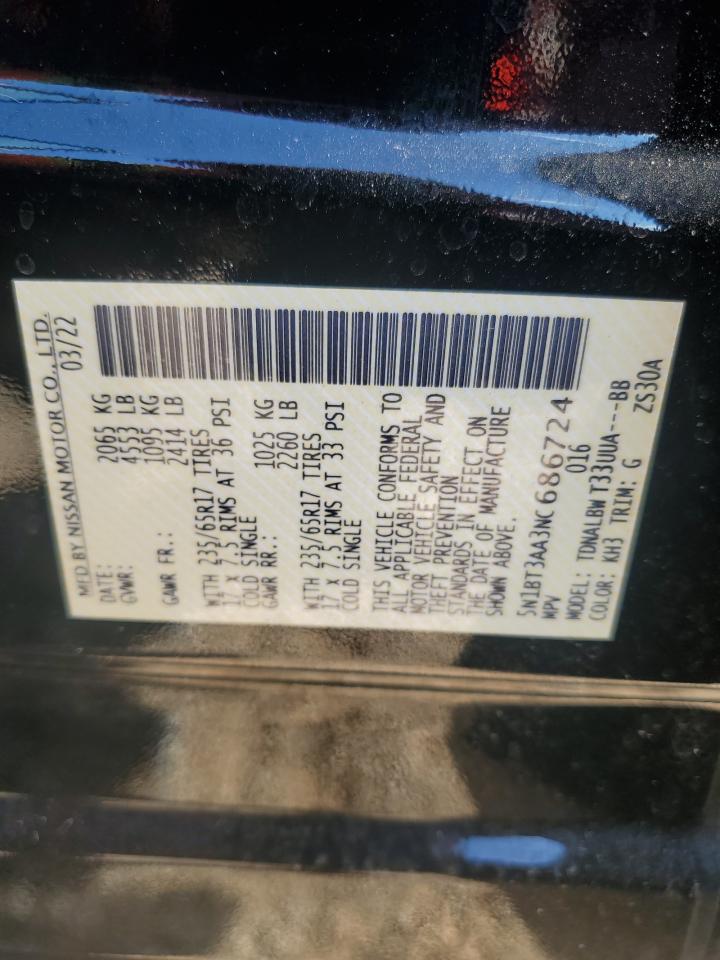 MFD BY NISSAN MOTOR CO., LTD.
DATE: 03/22
GVWR: 2065 KG
4553 LB
GAWR FR.: 1095 KG
2414 LB
WITH 235/65R17 TIRES
17 X 7.5 RIMS AT 36 PSI
COLD SINGLE
GAWR RR.: 1025 KG
2260 LB
WITH 235/65R17 TIRES
17 X 7.5 RIMS AT 33 PSI
COLD SINGLE
THIS VEHICLE CONFORMS TO
ALL APPLICABLE FEDERAL
MOTOR VEHICLE SAFETY AND
THEFT PREVENTION
STANDARDS IN EFFECT ON
THE DATE OF MANUFACTURE
SHOWN ABOVE.
5N1BT3AA3NC686724
MPV 016
MODEL: TDNALBW T33UUA---BB
COLOR: KH3 TRIM: G ZS30A